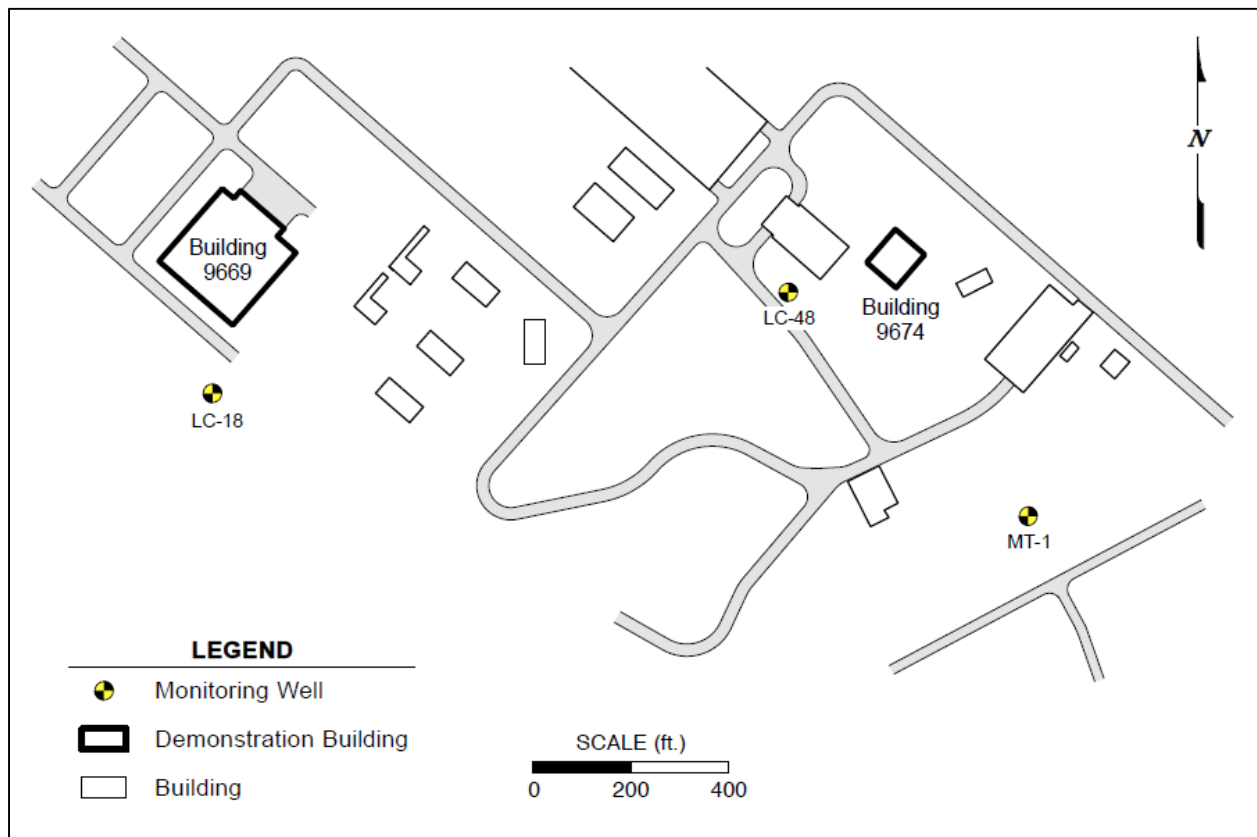 N
Building
9669
LC-48
Building
9674
LC-18
MT-1
LEGEND
Monitoring Well
Demonstration Building
Building
SCALE (ft.)
0 200 400